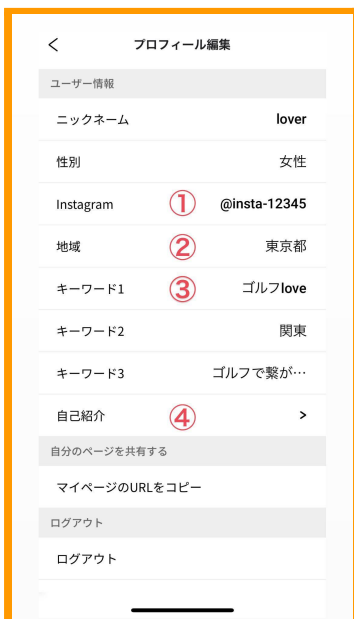 プロフィール編集
ユーザー情報
ニックネーム lover
性別 女性
Instagram ① @insta-12345
地域 ② 東京都
キーワード1 ③ ゴルフlove
キーワード2 関東
キーワード3 ゴルフで繋が…
自己紹介 ④ >
自分のページを共有する
マイページのURLをコピー
ログアウト
ログアウト